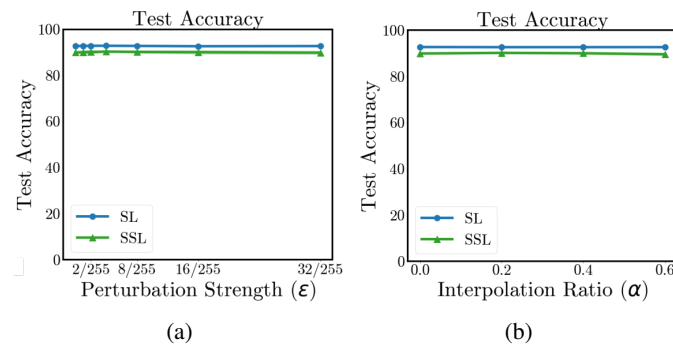 Test Accuracy
Test Accuracy
100
80
60
40
20
0
SL
SSL
2/255 8/255 16/255 32/255
Perturbation Strength (ε)
(a)
Test Accuracy
Test Accuracy
100
80
60
40
20
0
SL
SSL
0.0 0.2 0.4 0.6
Interpolation Ratio (α)
(b)